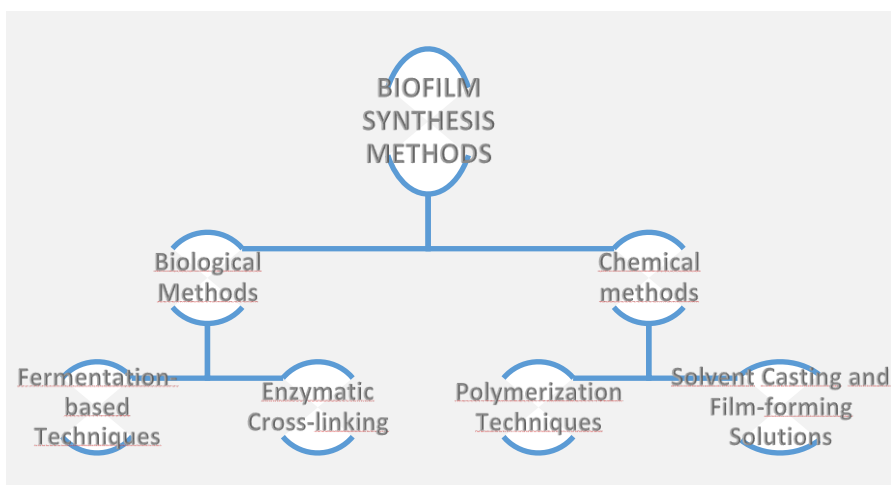 BIOFILM
SYNTHESIS
METHODS
Biological
Methods
Chemical
methods
Fermentation-
based
Techniques
Enzymatic
Cross-linking
Polymerization
Techniques
Solvent Casting and
Film-forming
Solutions